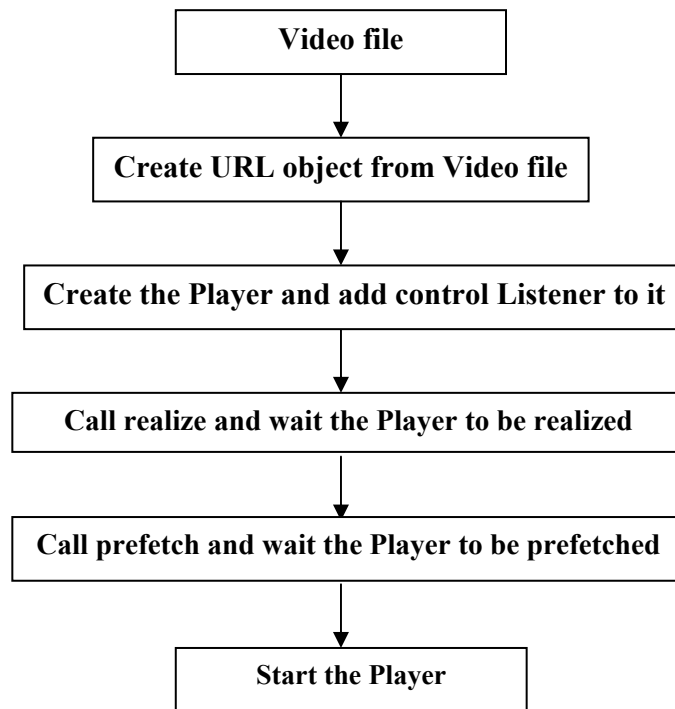 Video file
Create URL object from Video file
Create the Player and add control Listener to it
Call realize and wait the Player to be realized
Call prefetch and wait the Player to be prefetched
Start the Player